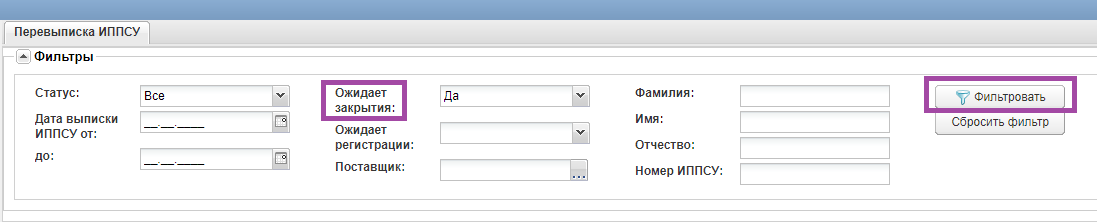 Перевыписка ИППСУ
Фильтры
Статус:
Все
Дата выписки
ИППСУ от:
__.__.____
до:
__.__.____
Ожидает
закрытия:
Да
Ожидает
регистрации:
Поставщик:
...
Фамилия:
Имя:
Отчество:
Номер ИППСУ:
Фильтровать
Сбросить фильтр